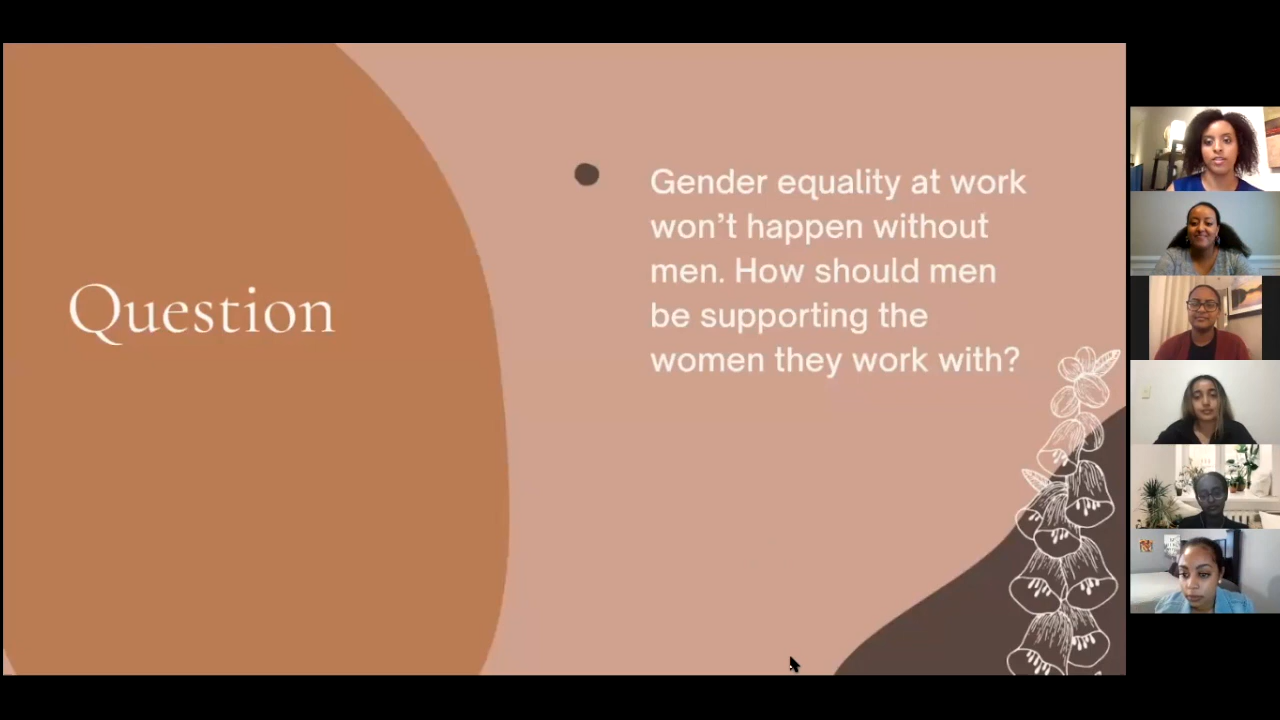 Question
Gender equality at work
won’t happen without
men. How should men
be supporting the
women they work with?